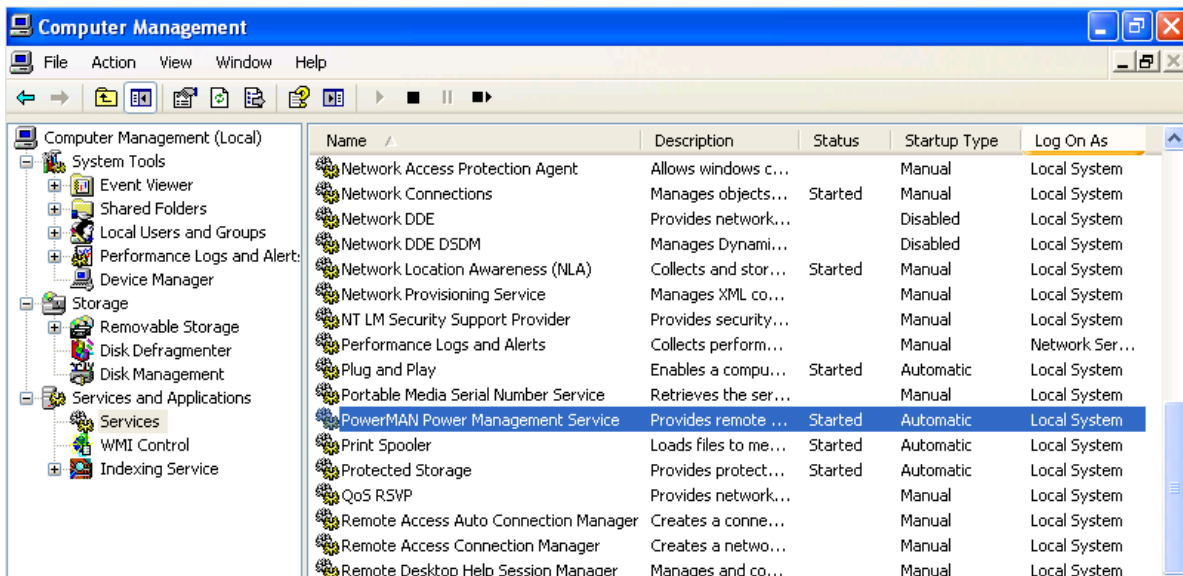 Computer Management
File Action View Window Help
Computer Management (Local)
System Tools
Event Viewer
Shared Folders
Local Users and Groups
Performance Logs and Alert
Device Manager
Storage
Removable Storage
Disk Defragmenter
Disk Management
Services and Applications
Services
WMI Control
Indexing Service
Name Description Status Startup Type Log On As
Network Access Protection Agent Allows windows c... Manual Local System
Network Connections Manages objects... Started Manual Local System
Network DDE Provides network... Disabled Local System
Network DDE DSDM Manages Dynami... Disabled Local System
Network Location Awareness (NLA) Collects and stor... Started Manual Local System
Network Provisioning Service Manages XML co... Manual Local System
NT LM Security Support Provider Provides security... Manual Local System
Performance Logs and Alerts Collects perform... Manual Network Ser...
Plug and Play Enables a compu... Started Automatic Local System
Portable Media Serial Number Service Retrieves the ser... Manual Local System
PowerMAN Power Management Service Provides remote ... Started Automatic Local System
Print Spooler Loads files to me... Started Automatic Local System
Protected Storage Provides protect... Started Automatic Local System
QoS RSVP Provides network... Manual Local System
Remote Access Auto Connection Manager Creates a conne... Manual Local System
Remote Access Connection Manager Creates a netwo... Manual Local System
Remote Desktop Help Session Manager Manages and co... Manual Local System